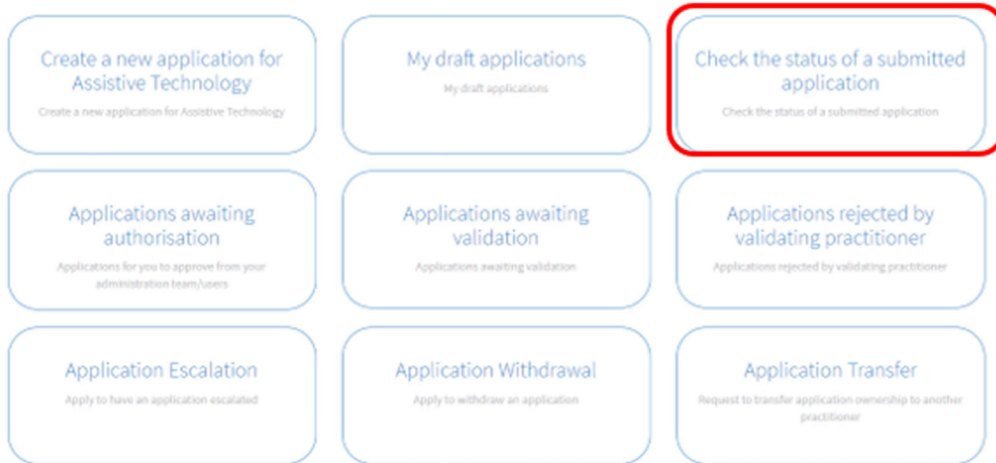 Create a new application for
Assistive Technology
Create a new application for Assistive Technology
My draft applications
My draft applications
Check the status of a submitted
application
Check the status of a submitted application
Applications awaiting
authorisation
Applications for you to approve from your
administration team/users
Applications awaiting
validation
Applications awaiting validation
Applications rejected by
validating practitioner
Applications rejected by validating practitioner
Application Escalation
Apply to have an application escalated
Application Withdrawal
Apply to withdraw an application
Application Transfer
Request to transfer application ownership to another
practitioner